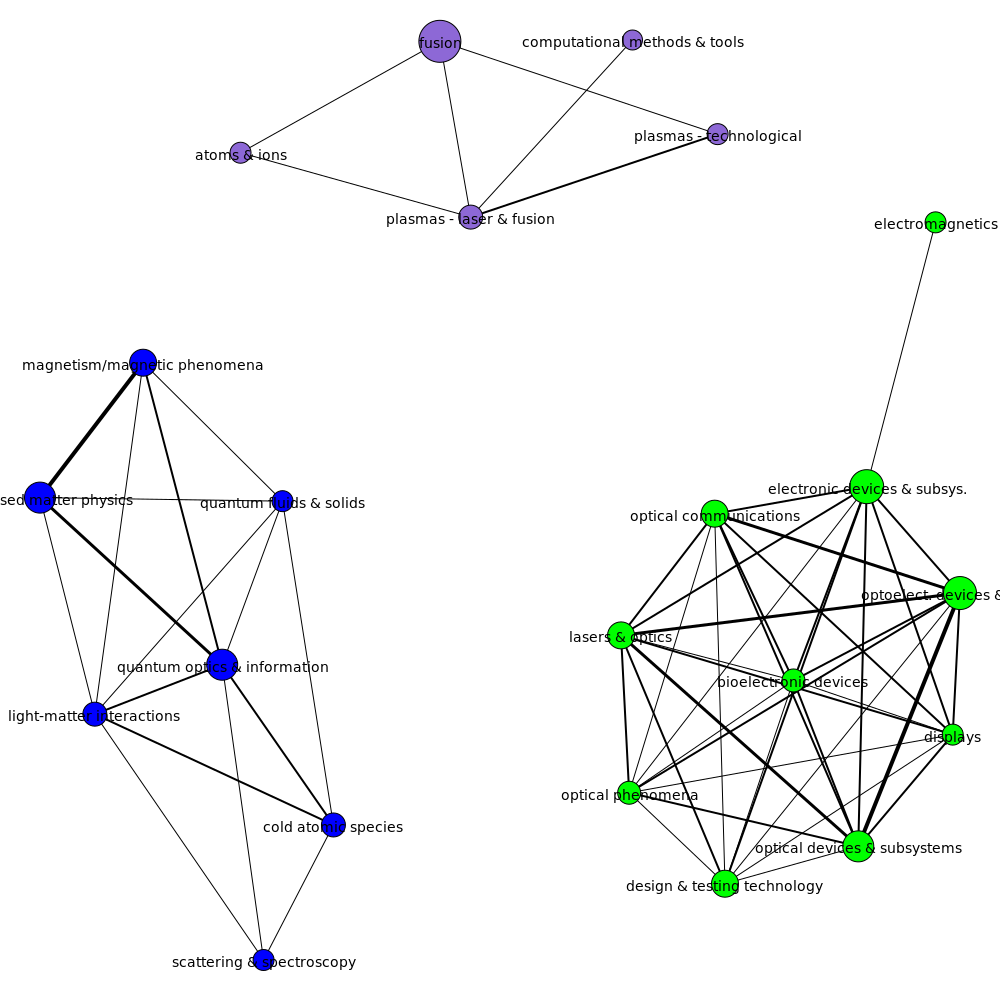 fusion
computational methods & tools
plasmas - technological
atoms & ions
plasmas - laser & fusion
electromagnetics
magnetism/magnetic phenomena
electronic devices & subsys.
sed matter physics
quantum fluids & solids
optical communications
optoelect. devices &
lasers & optics
quantum optics & information
bioelectronic devices
light-matter interactions
displays
optical phenomena
cold atomic species
optical devices & subsystems
design & testing technology
scattering & spectroscopy